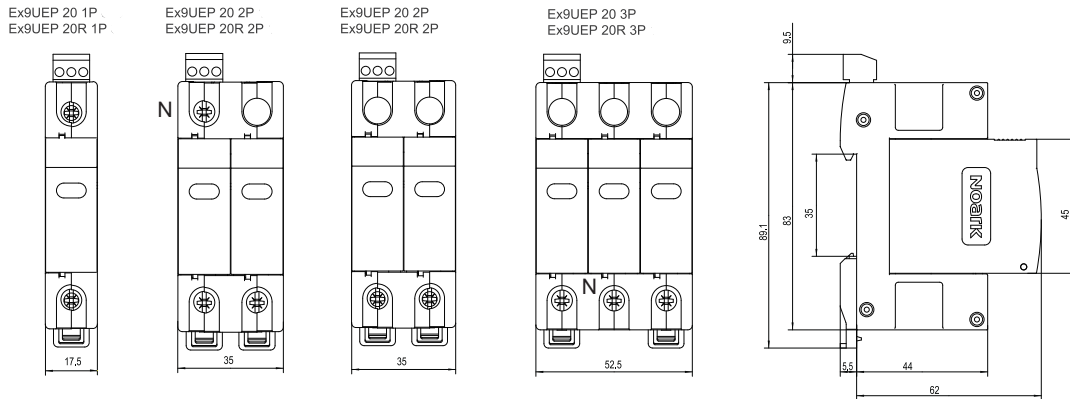 Ex9UEP 20 1P
Ex9UEP 20R 1P
Ex9UEP 20 2P
Ex9UEP 20R 2P
Ex9UEP 20 2P
Ex9UEP 20R 2P
Ex9UEP 20 3P
Ex9UEP 20R 3P
N
N
17,5
35
35
52.5
9.5
89.1
83
35
Noark
45
5,5
44
62